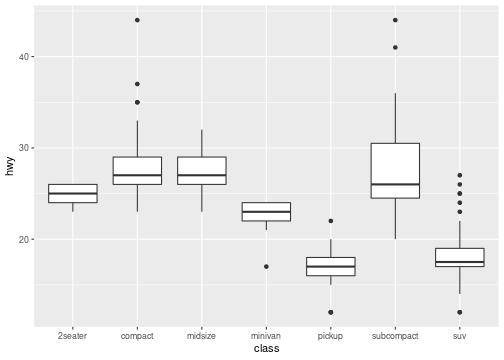 40
30
20
hwy
2seater compact midsize minivan pickup subcompact suv
class